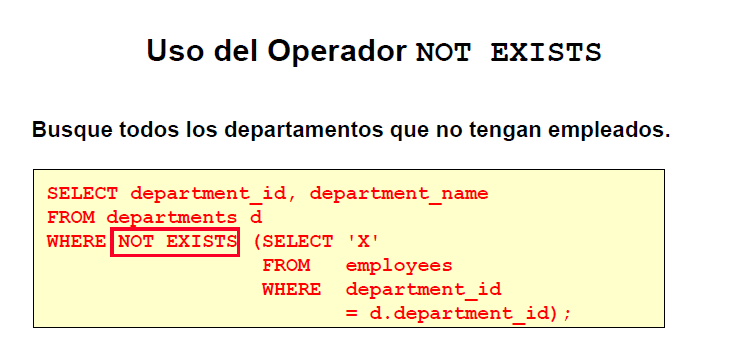 Uso del Operador NOT EXISTS
Busque todos los departamentos que no tengan empleados.
SELECT department_id, department_name
FROM departments d
WHERE NOT EXISTS (SELECT 'X'
FROM employees
WHERE department_id
= d.department_id);